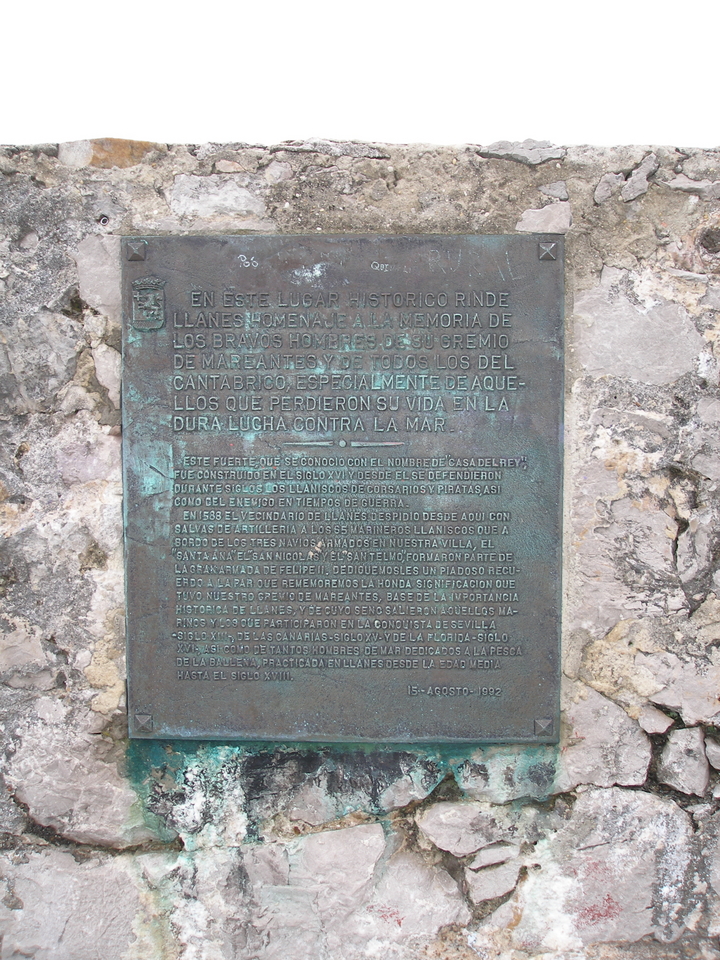 EN ESTE LUGAR HISTORICO RINDE
LLANES HOMENAJE A LA MEMORIA DE
LOS BRAVOS HOMBRES DE SU GREMIO
DE MAREANTES Y DE TODOS LOS DEL
CANTABRICO, ESPECIALMENTE DE AQUE-
LLOS QUE PERDIERON SU VIDA EN LA
DURA LUCHA CONTRA LA MAR.
ESTE FUERTE, QUE SE CONOCIO CON EL NOMBRE DE "CASA DEL REY",
FUE CONSTRUIDO EN EL SIGLO XVI Y DESDE EL SE DEFENDIERON
DURANTE SIGLOS LOS LLANISCOS DE CORSARIOS Y PIRATAS, ASI
COMO DEL ENEMIGO EN TIEMPOS DE GUERRA.
EN 1588 EL VECINDARIO DE LLANES DESPIDIO DESDE AQUI CON
SALVAS DE ARTILLERIA A LOS 65 MARINEROS LLANISCOS QUE A
BORDO DE LOS TRES NAVIOS ARMADOS EN NUESTRA VILLA, EL
"SANTA ANA" EL "SAN NICOLAS" Y EL "SAN TELMO", FORMARON PARTE DE
LA GRAN ARMADA DE FELIPE II. DEDIQUEMOSLES UN PIADOSO RECU-
ERDO A LA PAR QUE REMEMOREMOS LA HONDA SIGNIFICACION QUE
TUVO NUESTRO GREMIO DE MAREANTES, BASE DE LA IMPORTANCIA
HISTORICA DE LLANES, Y DE CUYO SENO SALIERON AQUELLOS MA-
RINOS Y LOS QUE PARTICIPARON EN LA CONQUISTA DE SEVILLA
-SIGLO XIII-, DE LAS CANARIAS-SIGLO XV- Y DE LA FLORIDA-SIGLO
XVI-, ASI COMO DE TANTOS HOMBRES DE MAR DEDICADOS A LA PESCA
DE LA BALLENA, PRACTICADA EN LLANES DESDE LA EDAD MEDIA
HASTA EL SIGLO XVIII.
15-AGOSTO-1992